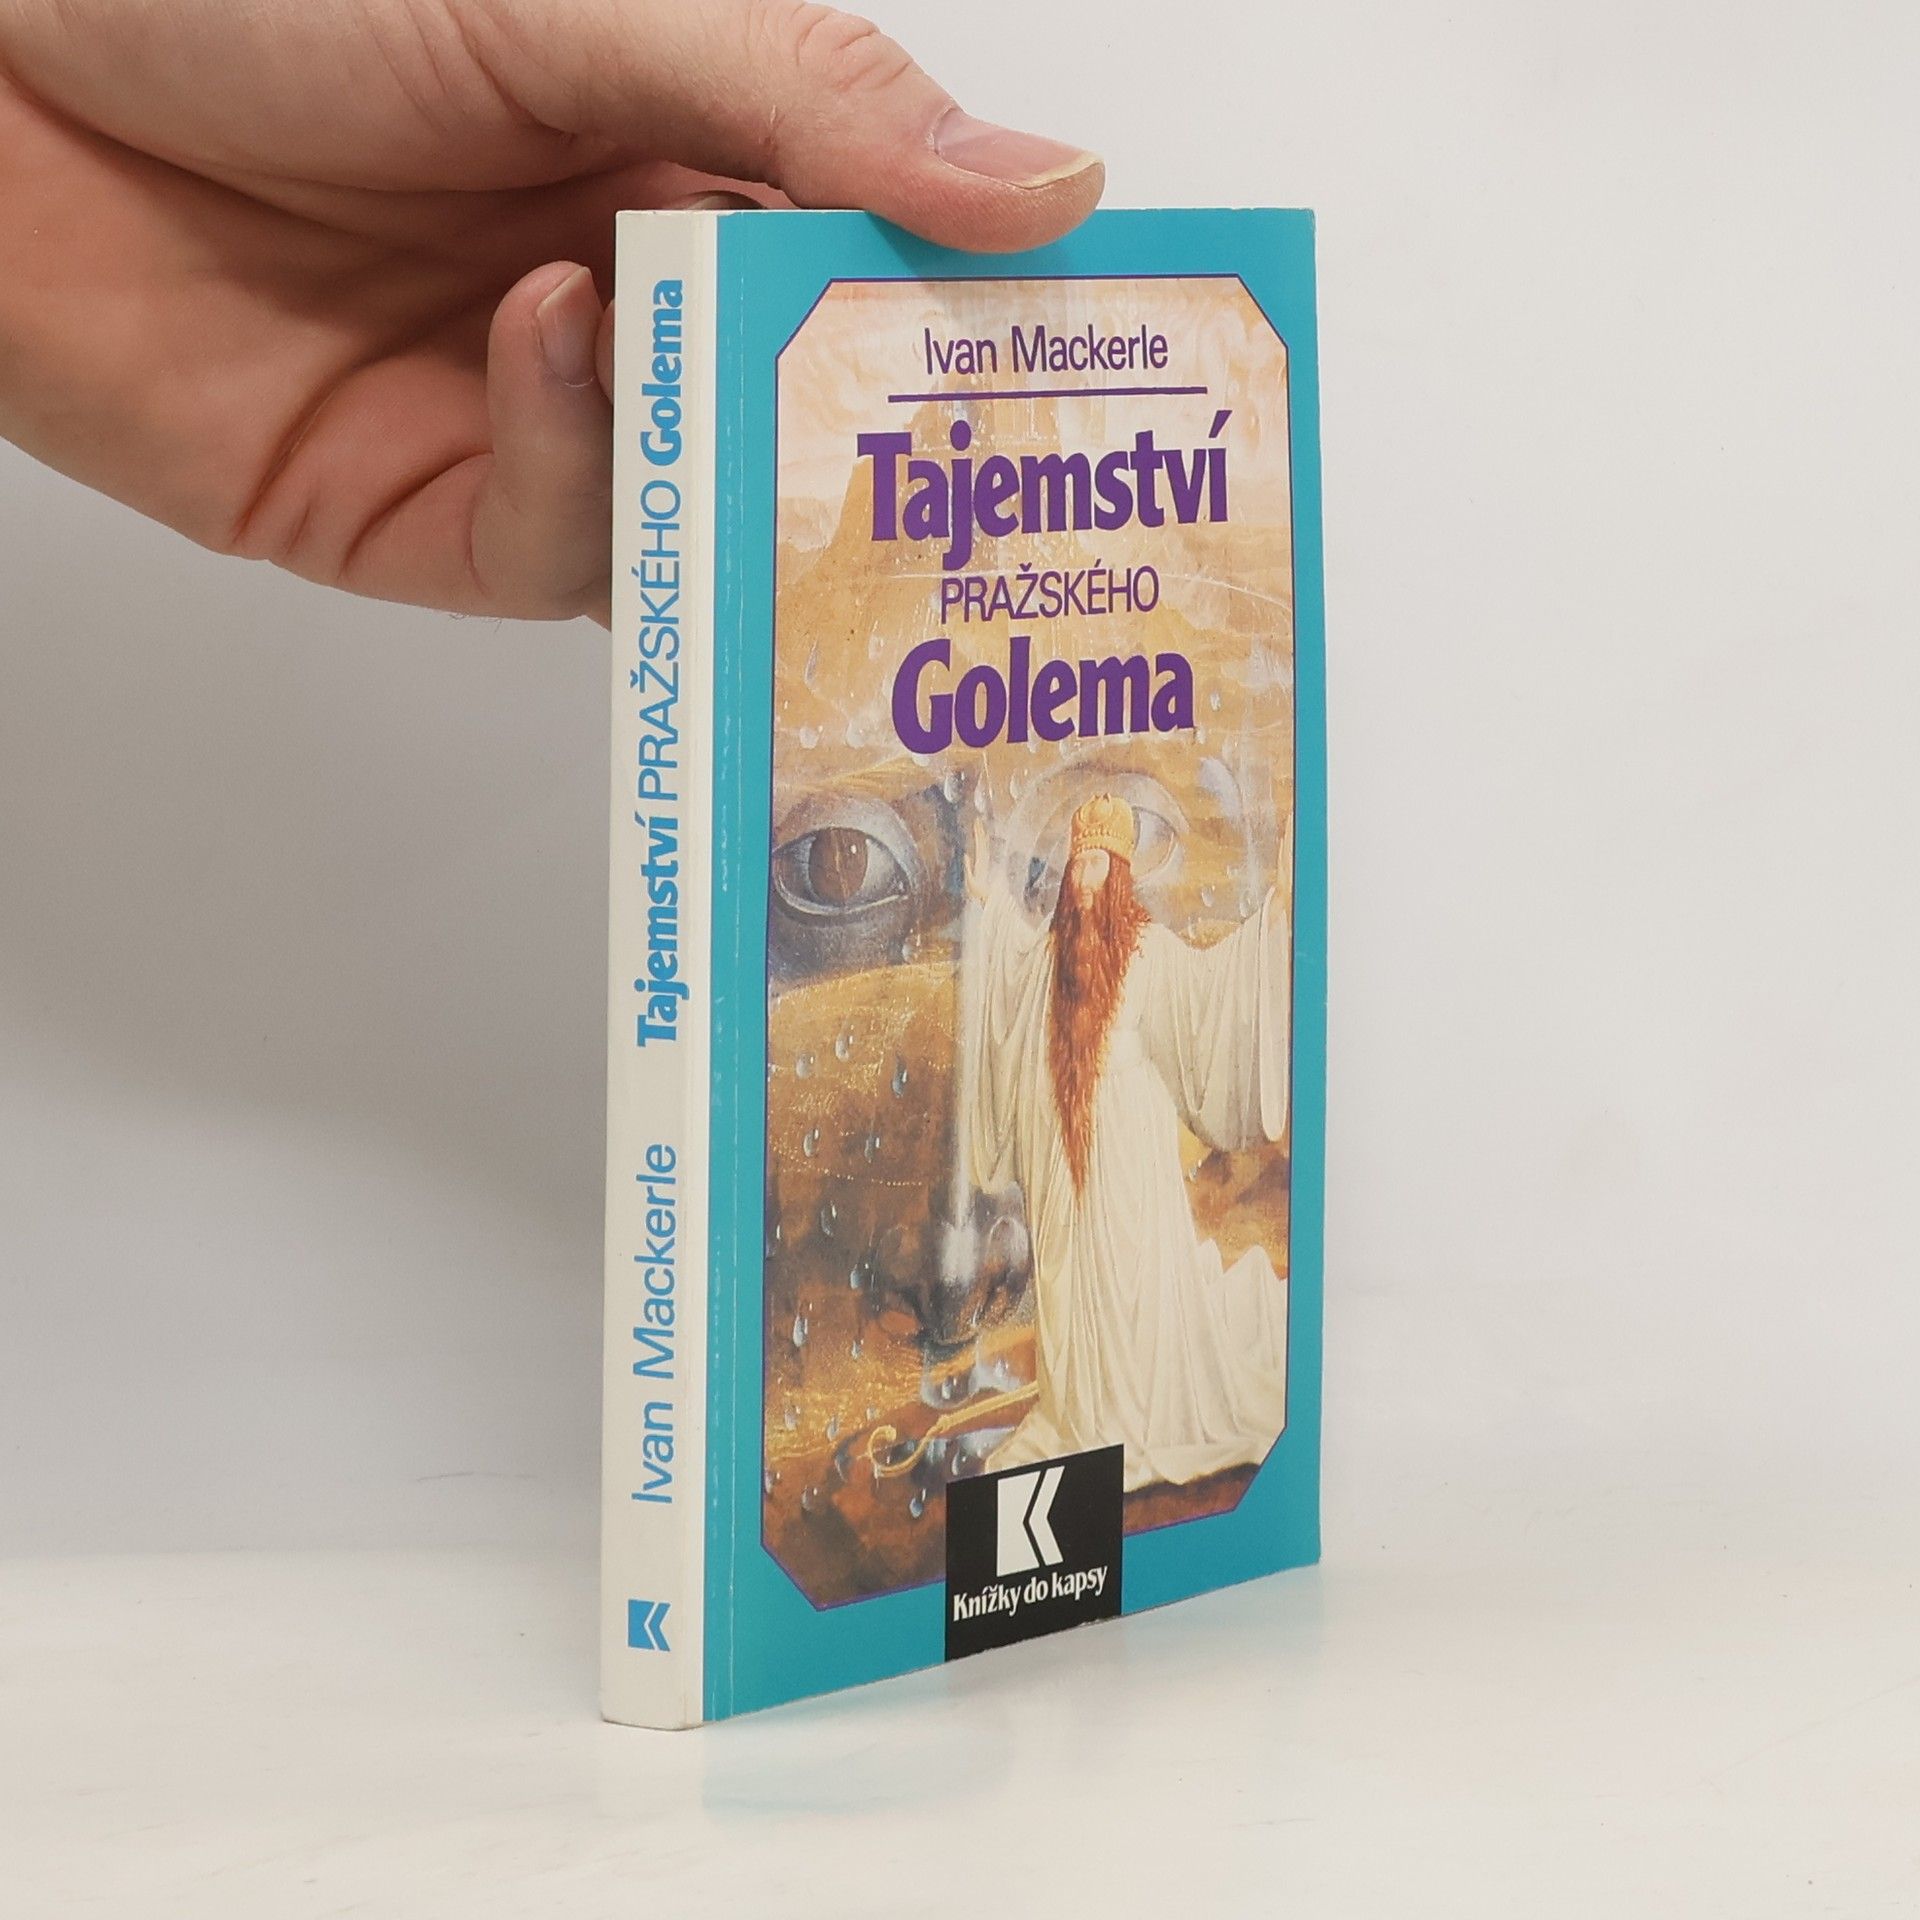 Ivan Mackerle
Tajemství
PRAŽSKÉHO
Golema
K
Knížky do kapsy
Ivan Mackerle Tajemství PRAŽSKÉHO Golema